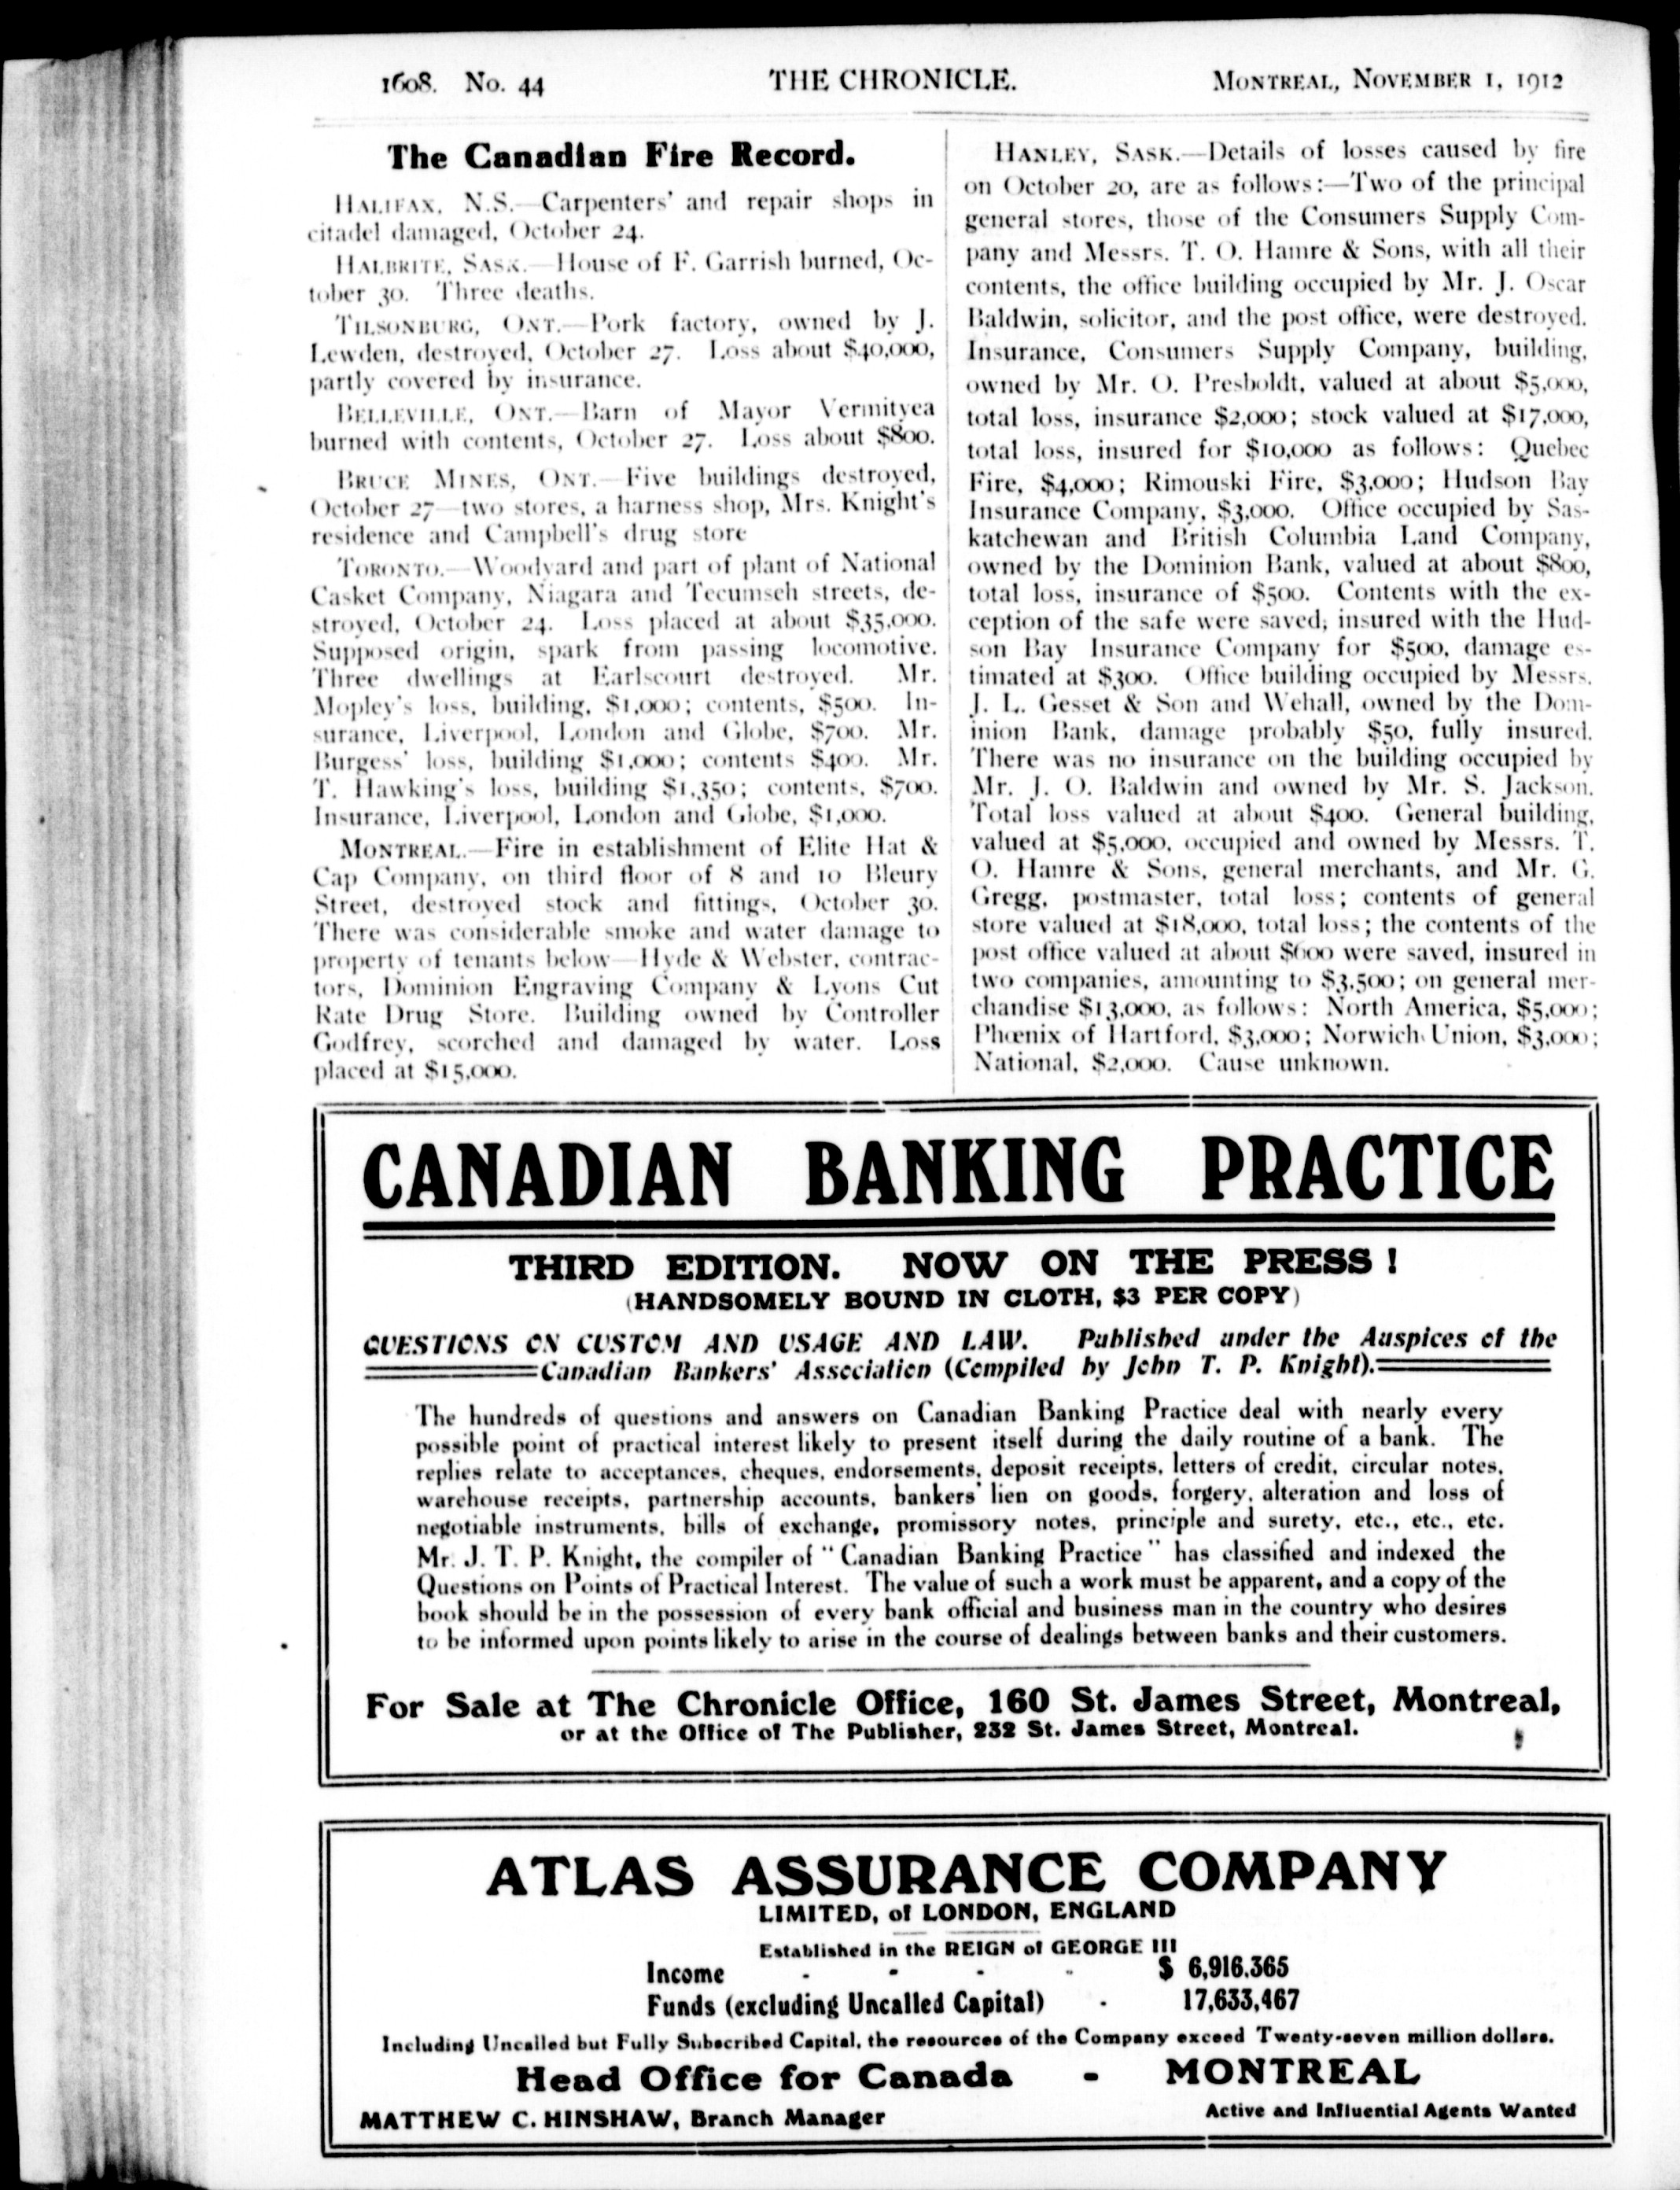 1608. No. 44 THE CHRONICLE. MONTREAL, NOVEMBER 1, 1912
The Canadian Fire Record.
HALIFAX, N.S.—Carpenters' and repair shops in
citadel damaged, October 24.
HALBRITE, SASK.—House of F. Garrish burned, Oc-
tober 30. Three deaths.
TILSONBURG, ONT.—Pork factory, owned by J.
Lewden, destroyed, October 27. Loss about $40,000,
partly covered by insurance.
BELLEVILLE, ONT.—Barn of Mayor Vermityea
burned with contents, October 27. Loss about $800.
BRUCE MINES, ONT.—Five buildings destroyed,
October 27—two stores, a harness shop, Mrs. Knight's
residence and Campbell's drug store
TORONTO.—Woodyard and part of plant of National
Casket Company, Niagara and Tecumseh streets, de-
stroyed, October 24. Loss placed at about $35,000.
Supposed origin, spark from passing locomotive.
Three dwellings at Earlscourt destroyed. Mr.
Mopley's loss, building, $1,000; contents, $500. In-
surance, Liverpool, London and Globe, $700. Mr.
Burgess' loss, building $1,000; contents $400. Mr.
T. Hawking's loss, building $1,350; contents, $700.
Insurance, Liverpool, London and Globe, $1,000.
MONTREAL.—Fire in establishment of Elite Hat &
Cap Company, on third floor of 8 and 10 Bleury
Street, destroyed stock and fittings, October 30.
There was considerable smoke and water damage to
property of tenants below—Hyde & Webster, contrac-
tors, Dominion Engraving Company & Lyons Cut
Rate Drug Store. Building owned by Controller
Godfrey, scorched and damaged by water. Loss
placed at $15,000.
HANLEY, SASK.—Details of losses caused by fire
on October 20, are as follows:—Two of the principal
general stores, those of the Consumers Supply Com-
pany and Messrs. T. O. Hamre & Sons, with all their
contents, the office building occupied by Mr. J. Oscar
Baldwin, solicitor, and the post office, were destroyed.
Insurance, Consumers Supply Company, building,
owned by Mr. O. Presboldt, valued at about $5,000,
total loss, insurance $2,000; stock valued at $17,000,
total loss, insured for $10,000 as follows: Quebec
Fire, $4,000; Rimouski Fire, $3,000; Hudson Bay
Insurance Company, $3,000. Office occupied by Sas-
katchewan and British Columbia Land Company,
owned by the Dominion Bank, valued at about $800,
total loss, insurance of $500. Contents with the ex-
ception of the safe were saved; insured with the Hud-
son Bay Insurance Company for $500, damage es-
timated at $300. Office building occupied by Messrs.
J. L. Gesset & Son and Wehall, owned by the Dom-
inion Bank, damage probably $50, fully insured.
There was no insurance on the building occupied by
Mr. J. O. Baldwin and owned by Mr. S. Jackson.
Total loss valued at about $400. General building,
valued at $5,000, occupied and owned by Messrs. T.
O. Hamre & Sons, general merchants, and Mr. G.
Gregg, postmaster, total loss; contents of general
store valued at $18,000, total loss; the contents of the
post office valued at about $600 were saved, insured in
two companies, amounting to $3,500; on general mer-
chandise $13,000, as follows: North America, $5,000;
Phœnix of Hartford, $3,000; Norwich Union, $3,000;
National, $2,000. Cause unknown.
CANADIAN BANKING PRACTICE
THIRD EDITION. NOW ON THE PRESS !
(HANDSOMELY BOUND IN CLOTH, $3 PER COPY)
QUESTIONS ON CUSTOM AND USAGE AND LAW. Published under the Auspices of the
Canadian Bankers' Association (Compiled by John T. P. Knight).
The hundreds of questions and answers on Canadian Banking Practice deal with nearly every
possible point of practical interest likely to present itself during the daily routine of a bank. The
replies relate to acceptances, cheques, endorsements, deposit receipts, letters of credit, circular notes,
warehouse receipts, partnership accounts, bankers' lien on goods, forgery, alteration and loss of
negotiable instruments, bills of exchange, promissory notes, principle and surety, etc., etc., etc.
Mr. J. T. P. Knight, the compiler of "Canadian Banking Practice" has classified and indexed the
Questions on Points of Practical Interest. The value of such a work must be apparent, and a copy of the
book should be in the possession of every bank official and business man in the country who desires
to be informed upon points likely to arise in the course of dealings between banks and their customers.
For Sale at The Chronicle Office, 160 St. James Street, Montreal,
or at the Office of The Publisher, 232 St. James Street, Montreal.
ATLAS ASSURANCE COMPANY
LIMITED, of LONDON, ENGLAND
Established in the REIGN of GEORGE III
Income - - - - $ 6,916,365
Funds (excluding Uncalled Capital) - 17,633,467
Including Uncalled but Fully Subscribed Capital, the resources of the Company exceed Twenty-seven million dollars.
Head Office for Canada - MONTREAL
MATTHEW C. HINSHAW, Branch Manager Active and Influential Agents Wanted